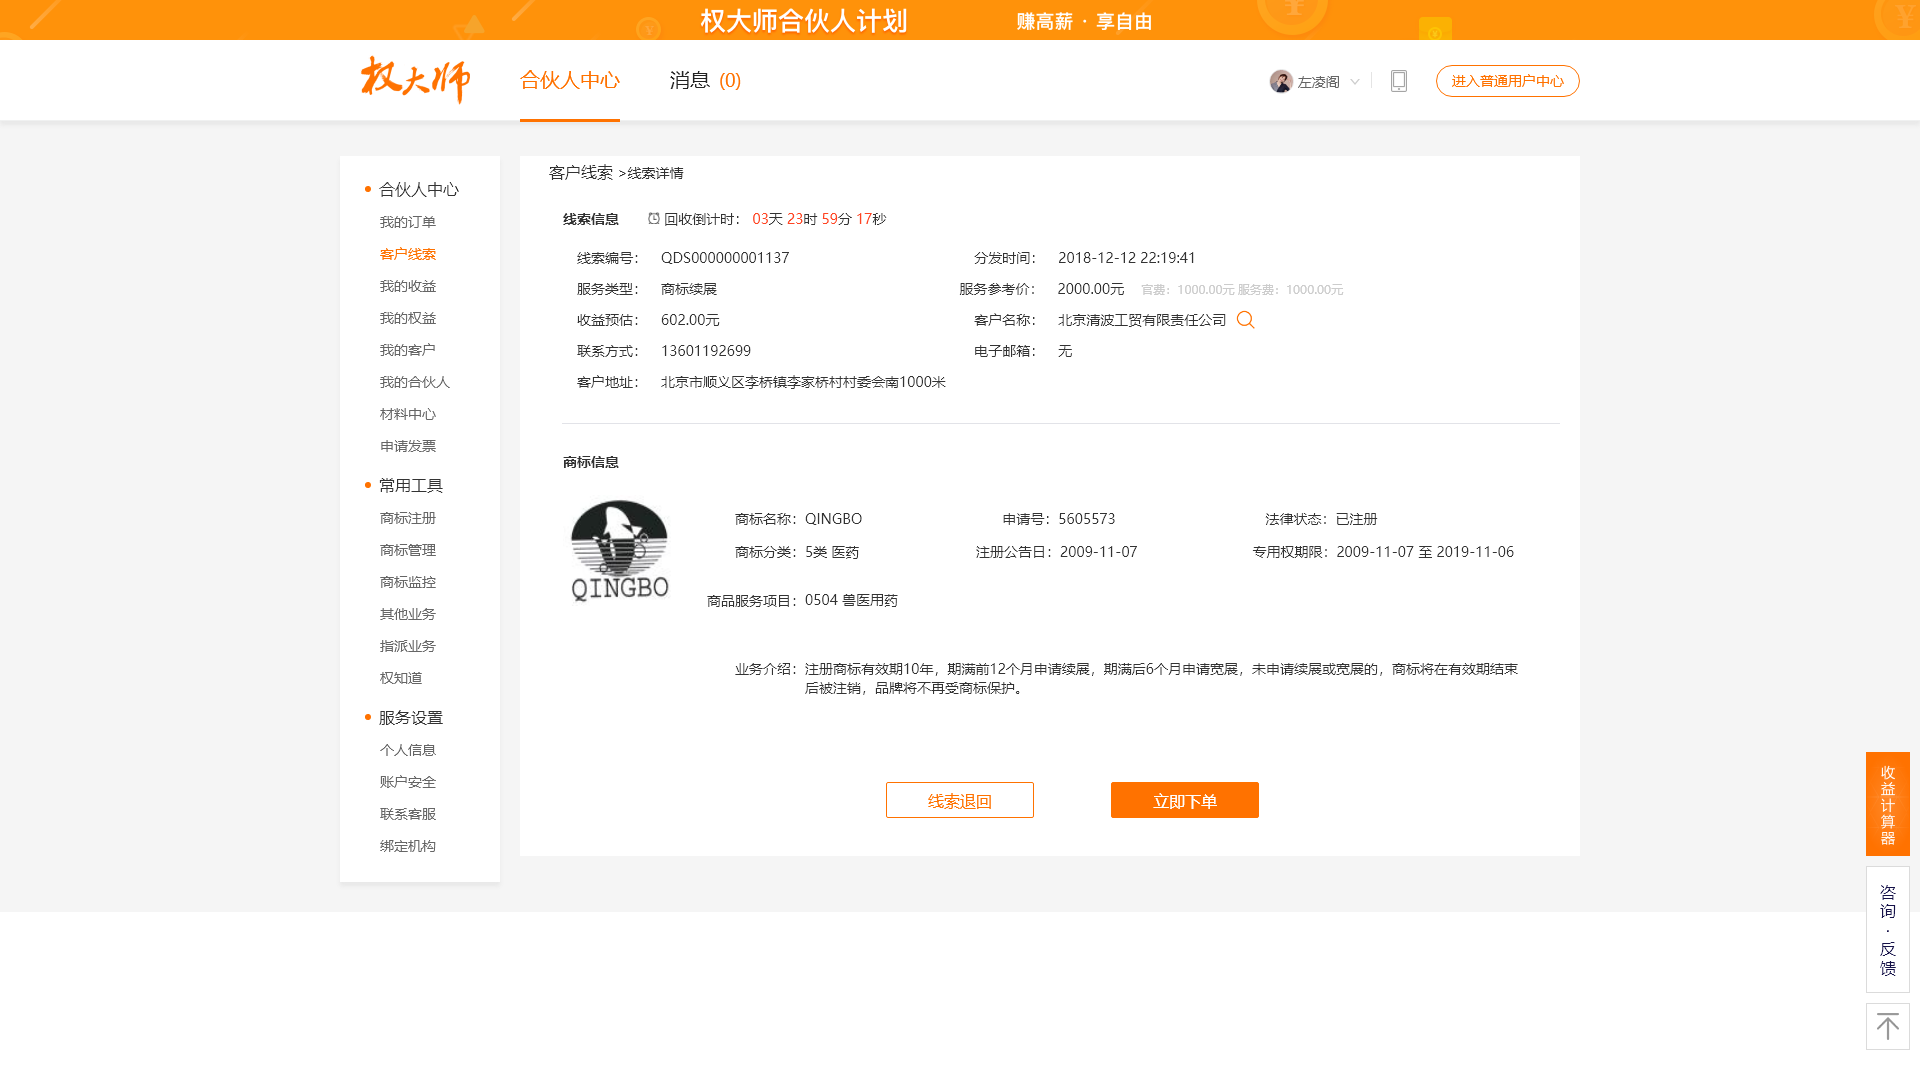 权大师合伙人计划 赚高薪 · 享自由
权大师 合伙人中心 消息 (0) 左凌阁 进入普通用户中心
合伙人中心
我的订单
客户线索
我的收益
我的权益
我的客户
我的合伙人
材料中心
申请发票
常用工具
商标注册
商标管理
商标监控
其他业务
指派业务
权知道
服务设置
个人信息
账户安全
联系客服
绑定机构
客户线索 >线索详情
线索信息 回收倒计时： 03天 23时 59分 17秒
线索编号： QDS000000001137 分发时间： 2018-12-12 22:19:41
服务类型： 商标续展 服务参考价： 2000.00元 官费：1000.00元 服务费：1000.00元
收益预估： 602.00元 客户名称： 北京清波工贸有限责任公司
联系方式： 13601192699 电子邮箱： 无
客户地址： 北京市顺义区李桥镇李家桥村村委会南1000米
商标信息
QINGBO
商标名称：QINGBO 申请号：5605573 法律状态：已注册
商标分类：5类 医药 注册公告日：2009-11-07 专用权期限：2009-11-07 至 2019-11-06
商品服务项目：0504 兽医用药
业务介绍：注册商标有效期10年，期满前12个月申请续展，期满后6个月申请宽展，未申请续展或宽展的，商标将在有效期结束
后被注销，品牌将不再受商标保护。
线索退回 立即下单
收益计算器
咨询·反馈